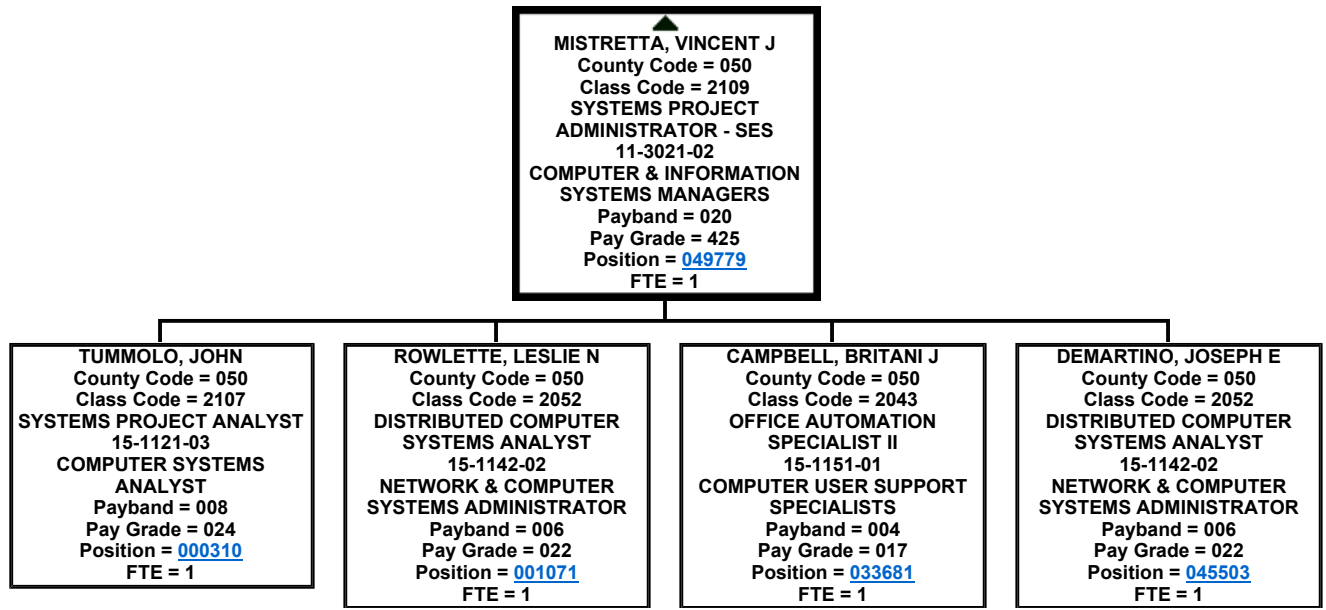 MISTRETTA, VINCENT J
County Code = 050
Class Code = 2109
SYSTEMS PROJECT
ADMINISTRATOR - SES
11-3021-02
COMPUTER & INFORMATION
SYSTEMS MANAGERS
Payband = 020
Pay Grade = 425
Position = 049779
FTE = 1
TUMMOLO, JOHN
County Code = 050
Class Code = 2107
SYSTEMS PROJECT ANALYST
15-1121-03
COMPUTER SYSTEMS
ANALYST
Payband = 008
Pay Grade = 024
Position = 000310
FTE = 1
ROWLETTE, LESLIE N
County Code = 050
Class Code = 2052
DISTRIBUTED COMPUTER
SYSTEMS ANALYST
15-1142-02
NETWORK & COMPUTER
SYSTEMS ADMINISTRATOR
Payband = 006
Pay Grade = 022
Position = 001071
FTE = 1
CAMPBELL, BRITANI J
County Code = 050
Class Code = 2043
OFFICE AUTOMATION
SPECIALIST II
15-1151-01
COMPUTER USER SUPPORT
SPECIALISTS
Payband = 004
Pay Grade = 017
Position = 033681
FTE = 1
DEMARTINO, JOSEPH E
County Code = 050
Class Code = 2052
DISTRIBUTED COMPUTER
SYSTEMS ANALYST
15-1142-02
NETWORK & COMPUTER
SYSTEMS ADMINISTRATOR
Payband = 006
Pay Grade = 022
Position = 045503
FTE = 1